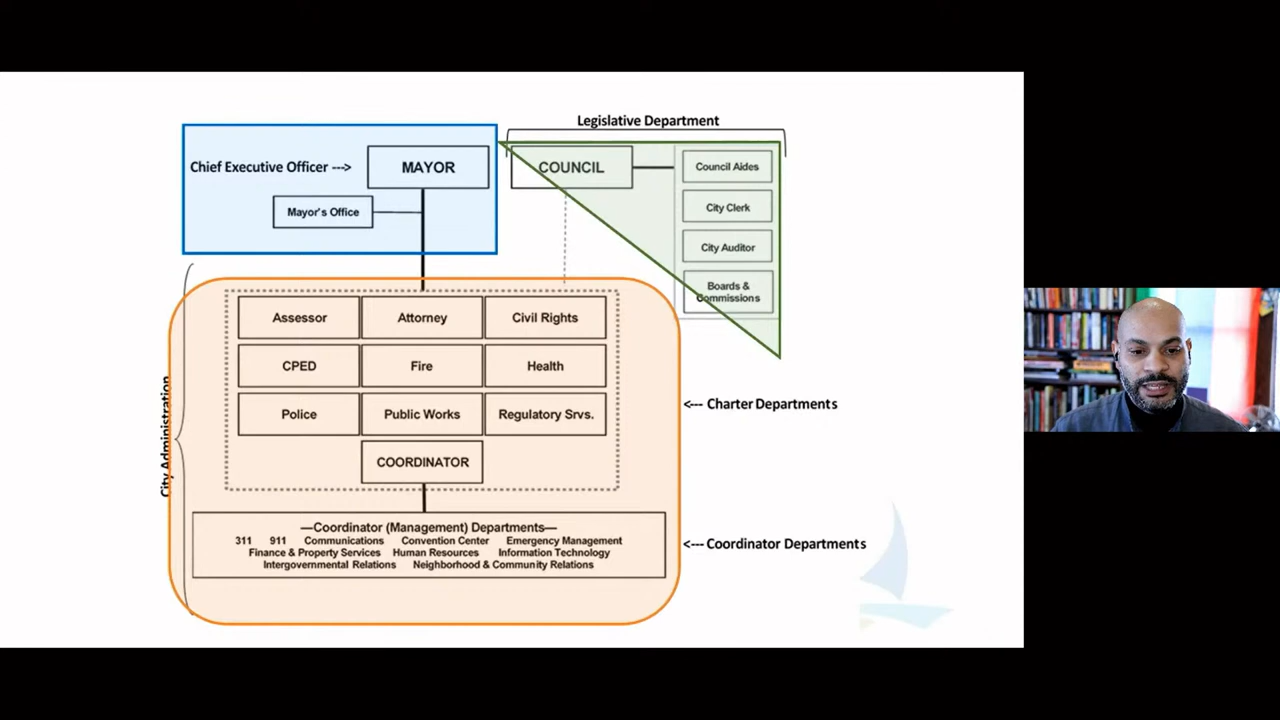 Legislative Department
Chief Executive Officer --->
MAYOR
COUNCIL
Council Aides
Mayor's Office
City Clerk
City Auditor
Boards &
Commissions
City Administration
Assessor
Attorney
Civil Rights
CPED
Fire
Health
Police
Public Works
Regulatory Srvs.
<--- Charter Departments
COORDINATOR
—Coordinator (Management) Departments—
311 911 Communications Convention Center Emergency Management
Finance & Property Services Human Resources Information Technology
Intergovernmental Relations Neighborhood & Community Relations
<--- Coordinator Departments